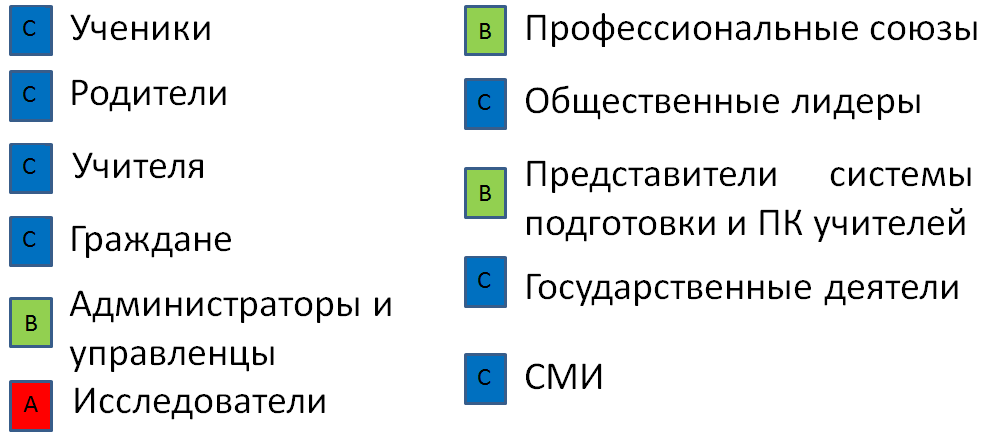 С Ученики
С Родители
С Учителя
С Граждане
В Администраторы и
управленцы
А Исследователи
В Профессиональные союзы
С Общественные лидеры
В Представители системы
подготовки и ПК учителей
С Государственные деятели
С СМИ